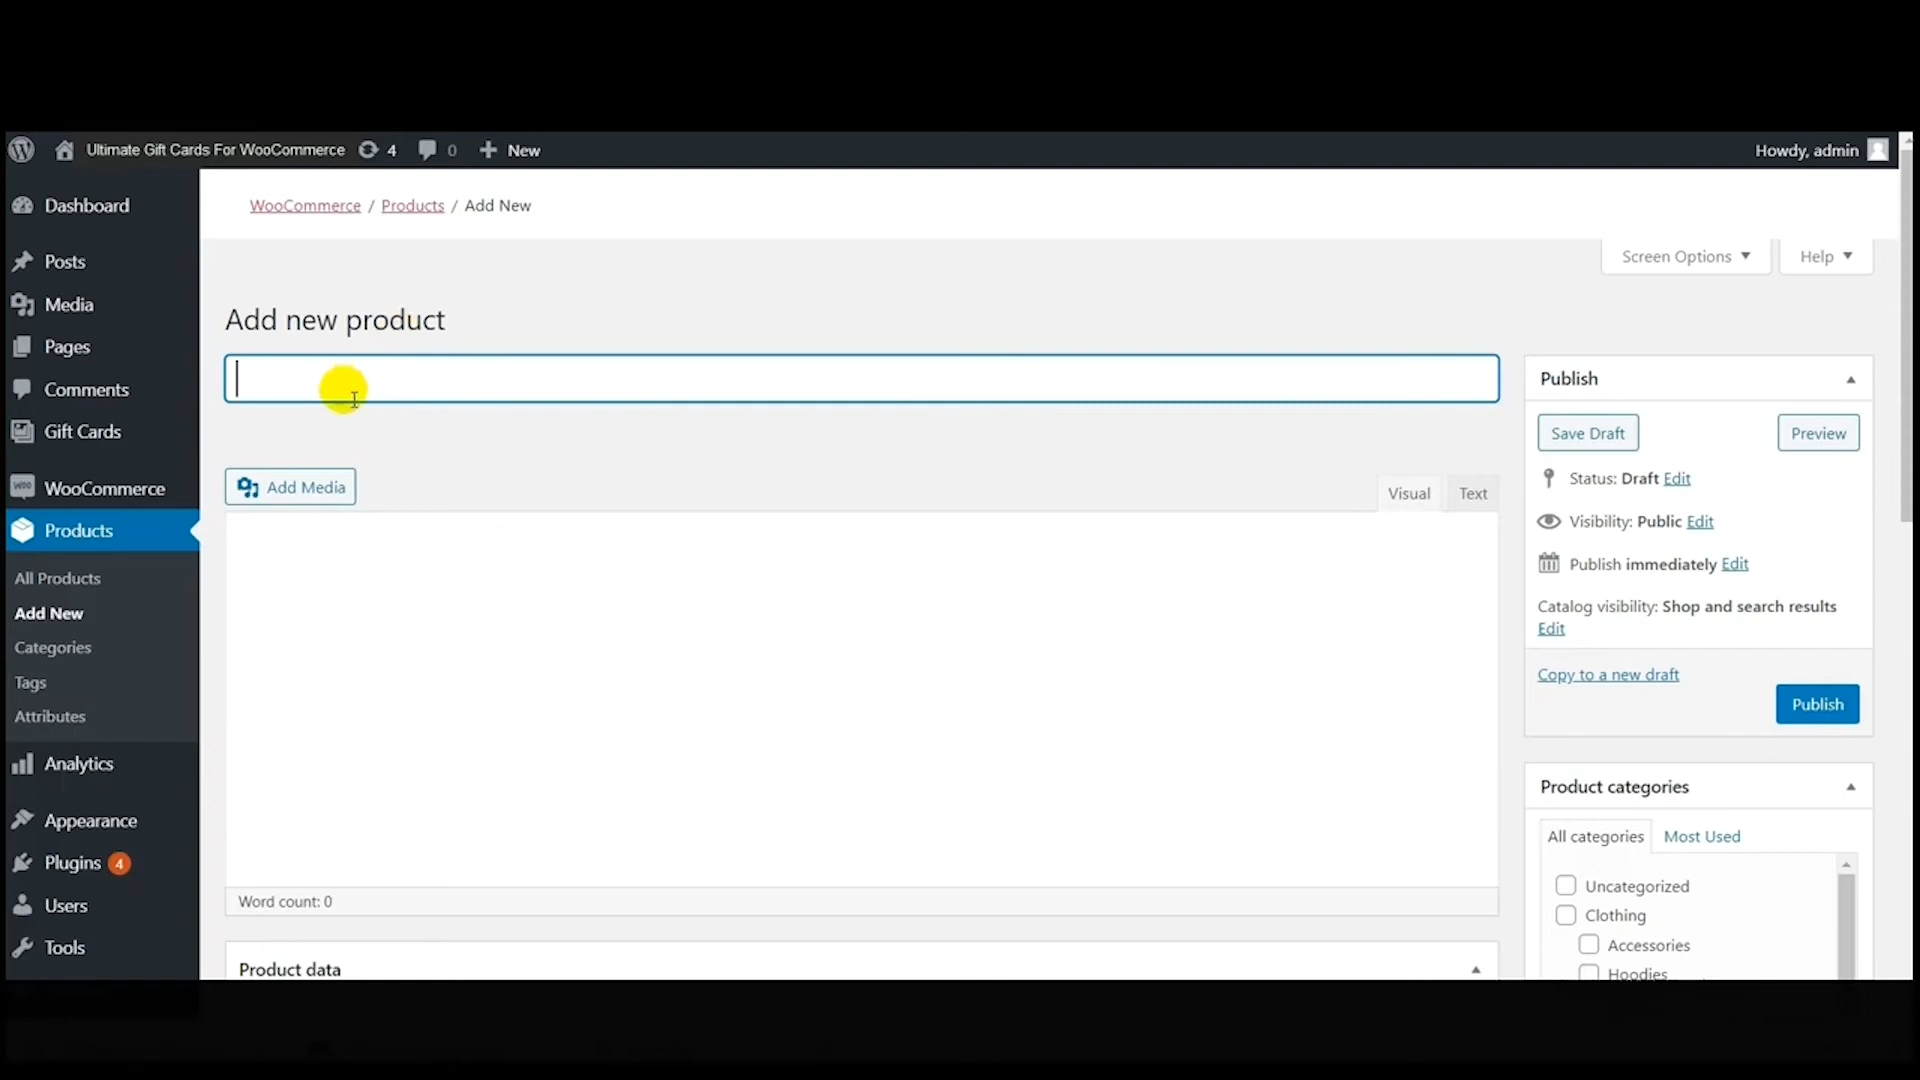 Ultimate Gift Cards For WooCommerce 4 0 New Howdy, admin
WooCommerce / Products / Add New
Screen Options Help
Dashboard
Posts
Media
Pages
Comments
Gift Cards
WooCommerce
Products
All Products
Add New
Categories
Tags
Attributes
Analytics
Appearance
Plugins 4
Users
Tools
Add new product
Add Media
Visual Text
Word count: 0
Product data
Publish
Save Draft Preview
Status: Draft Edit
Visibility: Public Edit
Publish immediately Edit
Catalog visibility: Shop and search results
Edit
Copy to a new draft
Publish
Product categories
All categories Most Used
Uncategorized
Clothing
Accessories
Hoodies